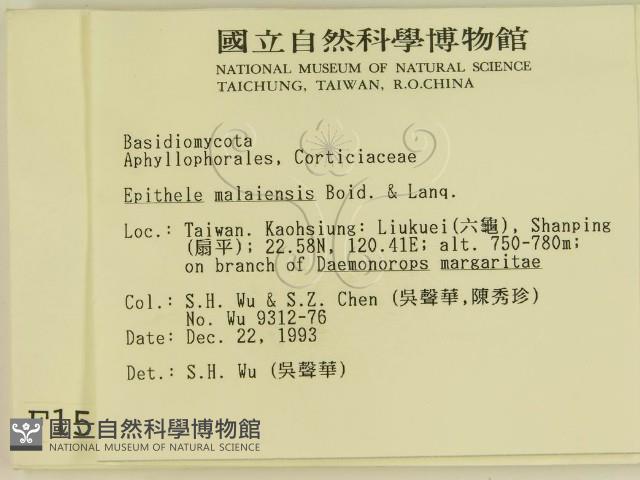 國立自然科學博物館
NATIONAL MUSEUM OF NATURAL SCIENCE
TAICHUNG, TAIWAN, R.O.CHINA
Basidiomycota
Aphyllophorales, Corticiaceae
Epithele malaiensis Boid. & Lanq.
Loc.: Taiwan. Kaohsiung: Liukuei(六龜), Shanping
(扇平); 22.58N, 120.41E; alt. 750-780m;
on branch of Daemonorops margaritae
Col.: S.H. Wu & S.Z. Chen (吳聲華,陳秀珍)
No. Wu 9312-76
Date: Dec. 22, 1993
Det.: S.H. Wu (吳聲華)
F15
國立自然科學博物館
NATIONAL MUSEUM OF NATURAL SCIENCE